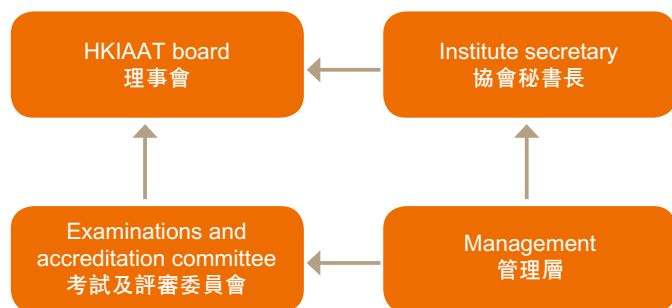 HKIAAT board
理事會
Institute secretary
協會秘書長
Examinations and
accreditation committee
考試及評審委員會
Management
管理層